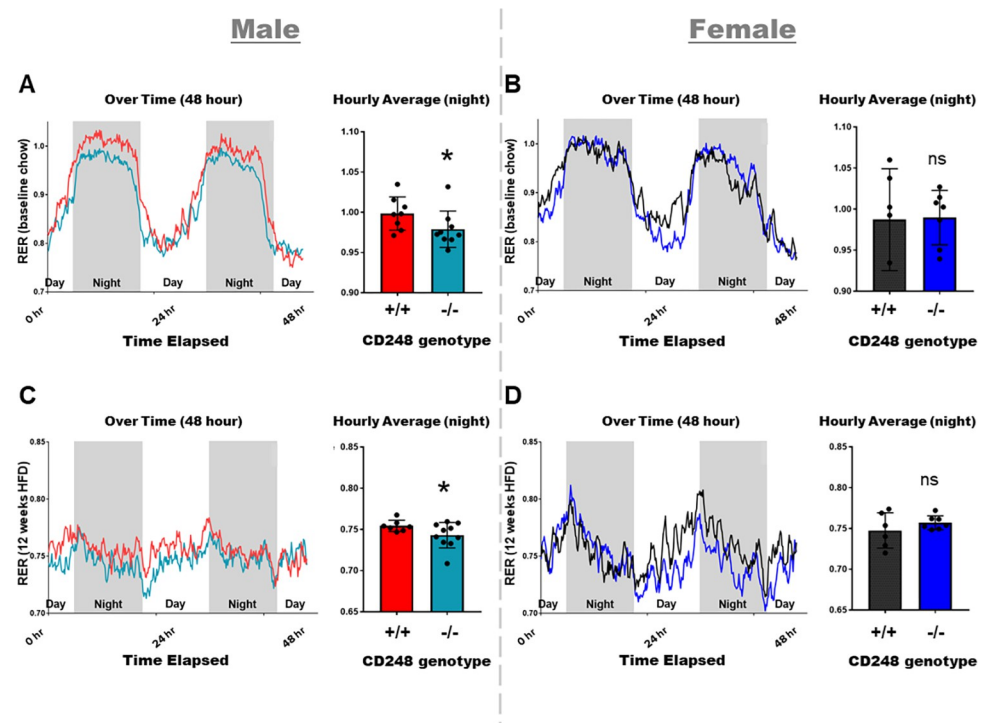 Male
Female
A
Over Time (48 hour)
RER (baseline chow)
1.0
0.9
0.8
0.7
Day
Night
Day
Night
Day
0 hr
24 hr
48 hr
Time Elapsed
Hourly Average (night)
1.10
1.05
1.00
0.95
0.90
*
+/+
-/-
CD248 genotype
B
Over Time (48 hour)
RER (baseline chow)
1.0
0.9
0.8
0.7
Day
Night
Day
Night
Day
0 hr
24 hr
48 hr
Time Elapsed
Hourly Average (night)
1.10
1.05
1.00
0.95
0.90
ns
+/+
-/-
CD248 genotype
C
Over Time (48 hour)
RER (12 weeks HFD)
0.85
0.80
0.75
0.70
Day
Night
Day
Night
Day
0 hr
24 hr
48 hr
Time Elapsed
Hourly Average (night)
0.85
0.80
0.75
0.70
0.65
*
+/+
-/-
CD248 genotype
D
Over Time (48 hour)
RER (12 weeks HFD)
0.85
0.80
0.75
0.70
Day
Night
Day
Night
Day
0 hr
24 hr
48 hr
Time Elapsed
Hourly Average (night)
0.85
0.80
0.75
0.70
0.65
ns
+/+
-/-
CD248 genotype